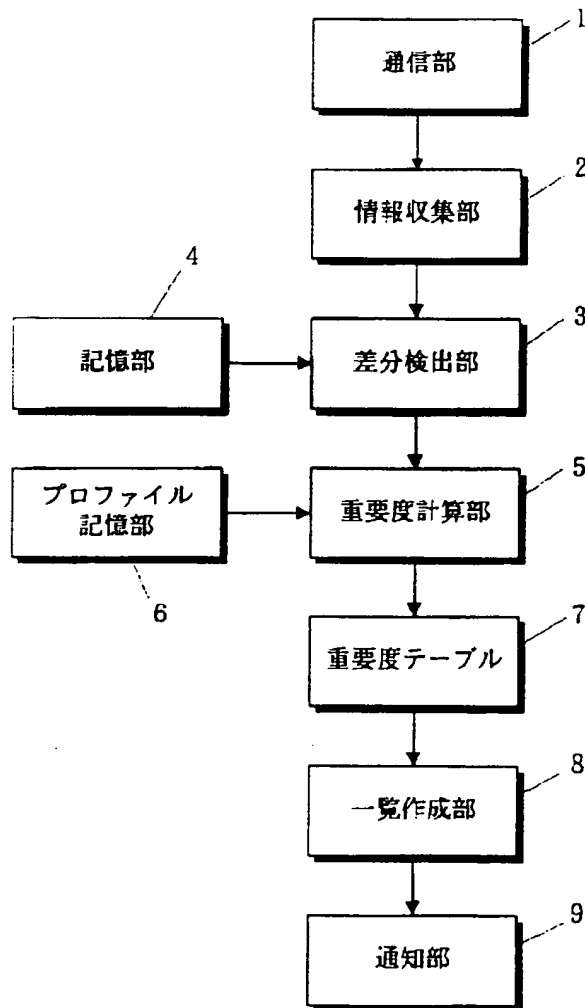 1
通信部
2
情報収集部
4
3
記憶部
差分検出部
5
プロファイル
記憶部
重要度計算部
6
7
重要度テーブル
8
一覧作成部
9
通知部